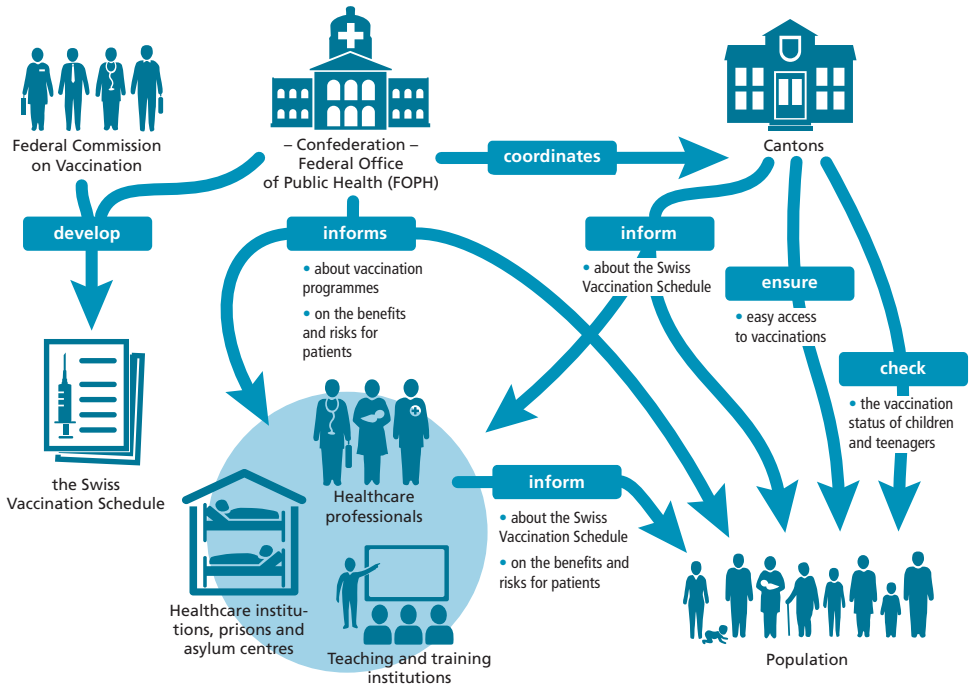 Federal Commission
on Vaccination
– Confederation –
Federal Office
of Public Health (FOPH)
coordinates
Cantons
develop
informs
• about vaccination
programmes
• on the benefits
and risks for
patients
inform
• about the Swiss
Vaccination Schedule
ensure
• easy access
to vaccinations
check
• the vaccination
status of children
and teenagers
the Swiss
Vaccination Schedule
Healthcare
professionals
inform
• about the Swiss
Vaccination Schedule
• on the benefits and
risks for patients
Healthcare institu-
tions, prisons and
asylum centres
Teaching and training
institutions
Population